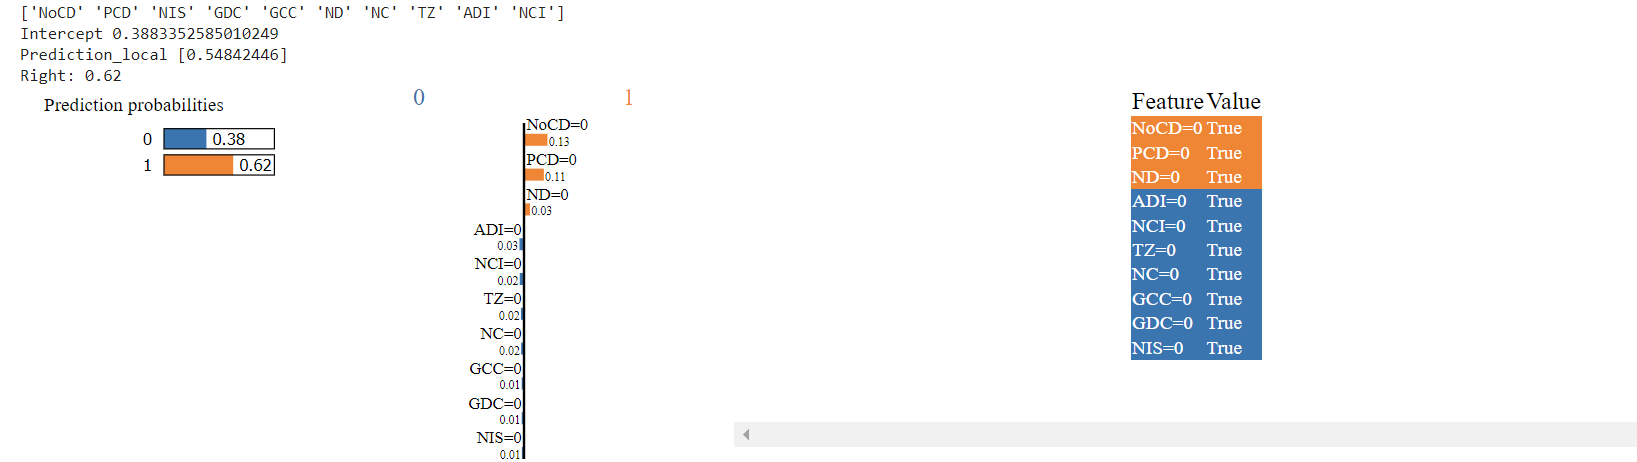 ['NoCD' 'PCD' 'NIS' 'GDC' 'GCC' 'ND' 'NC' 'TZ' 'ADI' 'NCI']
Intercept 0.3883352585010249
Prediction_local [0.54842446]
Right: 0.62
Prediction probabilities
0 0.38
1 0.62
0 1
NoCD=0
0.13
PCD=0
0.11
ND=0
0.03
ADI=0
0.03
NCI=0
0.02
TZ=0
0.02
NC=0
0.02
GCC=0
0.01
GDC=0
0.01
NIS=0
0.01
Feature Value
NoCD=0 True
PCD=0 True
ND=0 True
ADI=0 True
NCI=0 True
TZ=0 True
NC=0 True
GCC=0 True
GDC=0 True
NIS=0 True